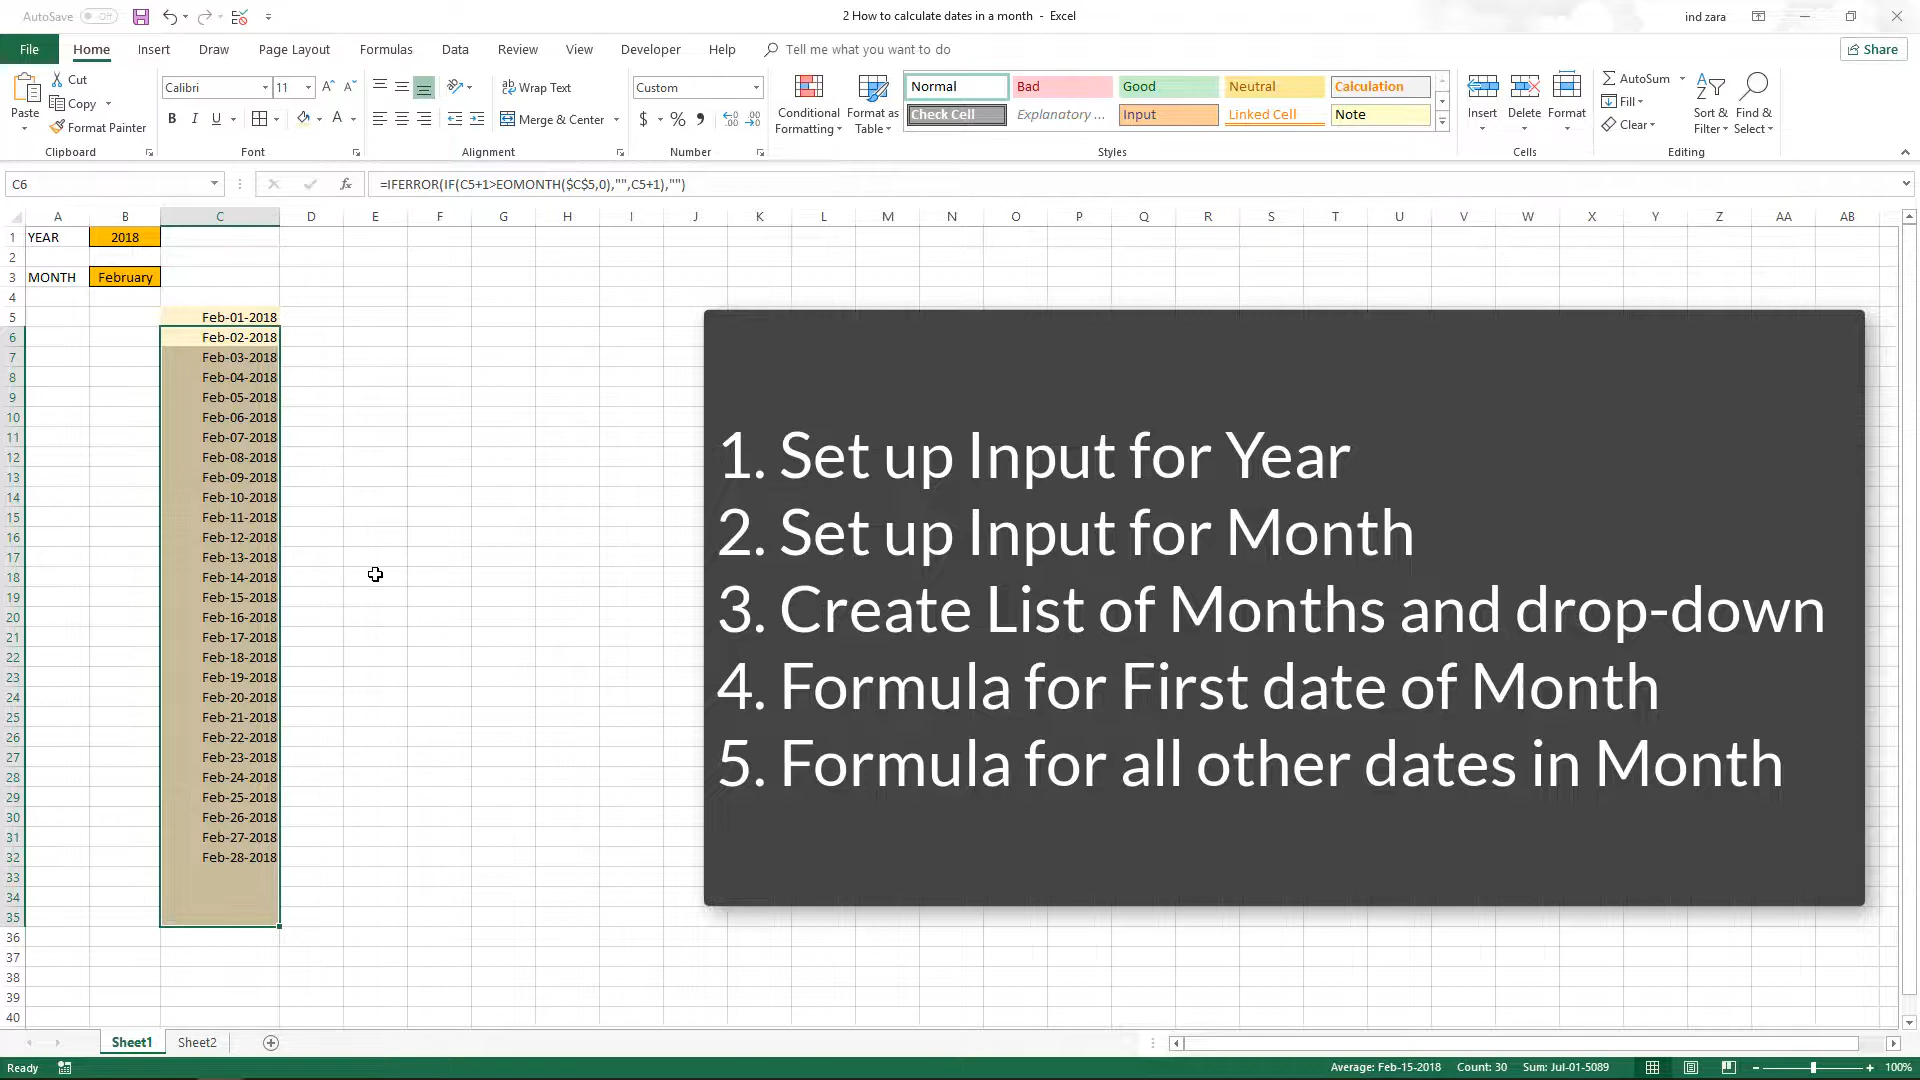 AutoSave Off
2 How to calculate dates in a month - Excel
ind zara
File Home Insert Draw Page Layout Formulas Data Review View Developer Help Tell me what you want to do Share
Paste
Cut
Copy
Format Painter
Clipboard
Calibri 11
B I U
Font
Wrap Text
Merge & Center
Alignment
Custom
$ % ,
Number
Conditional Formatting
Format as Table
Normal Bad Good Neutral Calculation
Check Cell Explanatory ... Input Linked Cell Note
Styles
Insert Delete Format
Cells
AutoSum
Fill
Clear
Sort & Filter
Find & Select
Editing
C6 fx =IFERROR(IF(C5+1>EOMONTH($C$5,0),"",C5+1),"")
A B C D E F G H I J K L M N O P Q R S T U V W X Y Z AA AB
1 YEAR 2018
2
3 MONTH February
4
5 Feb-01-2018
6 Feb-02-2018
7 Feb-03-2018
8 Feb-04-2018
9 Feb-05-2018
10 Feb-06-2018
11 Feb-07-2018
12 Feb-08-2018
13 Feb-09-2018
14 Feb-10-2018
15 Feb-11-2018
16 Feb-12-2018
17 Feb-13-2018
18 Feb-14-2018
19 Feb-15-2018
20 Feb-16-2018
21 Feb-17-2018
22 Feb-18-2018
23 Feb-19-2018
24 Feb-20-2018
25 Feb-21-2018
26 Feb-22-2018
27 Feb-23-2018
28 Feb-24-2018
29 Feb-25-2018
30 Feb-26-2018
31 Feb-27-2018
32 Feb-28-2018
33
34
35
36
37
38
39
40
1. Set up Input for Year
2. Set up Input for Month
3. Create List of Months and drop-down
4. Formula for First date of Month
5. Formula for all other dates in Month
Sheet1 Sheet2
Ready
Average: Feb-15-2018 Count: 30 Sum: Jul-01-5089
100%